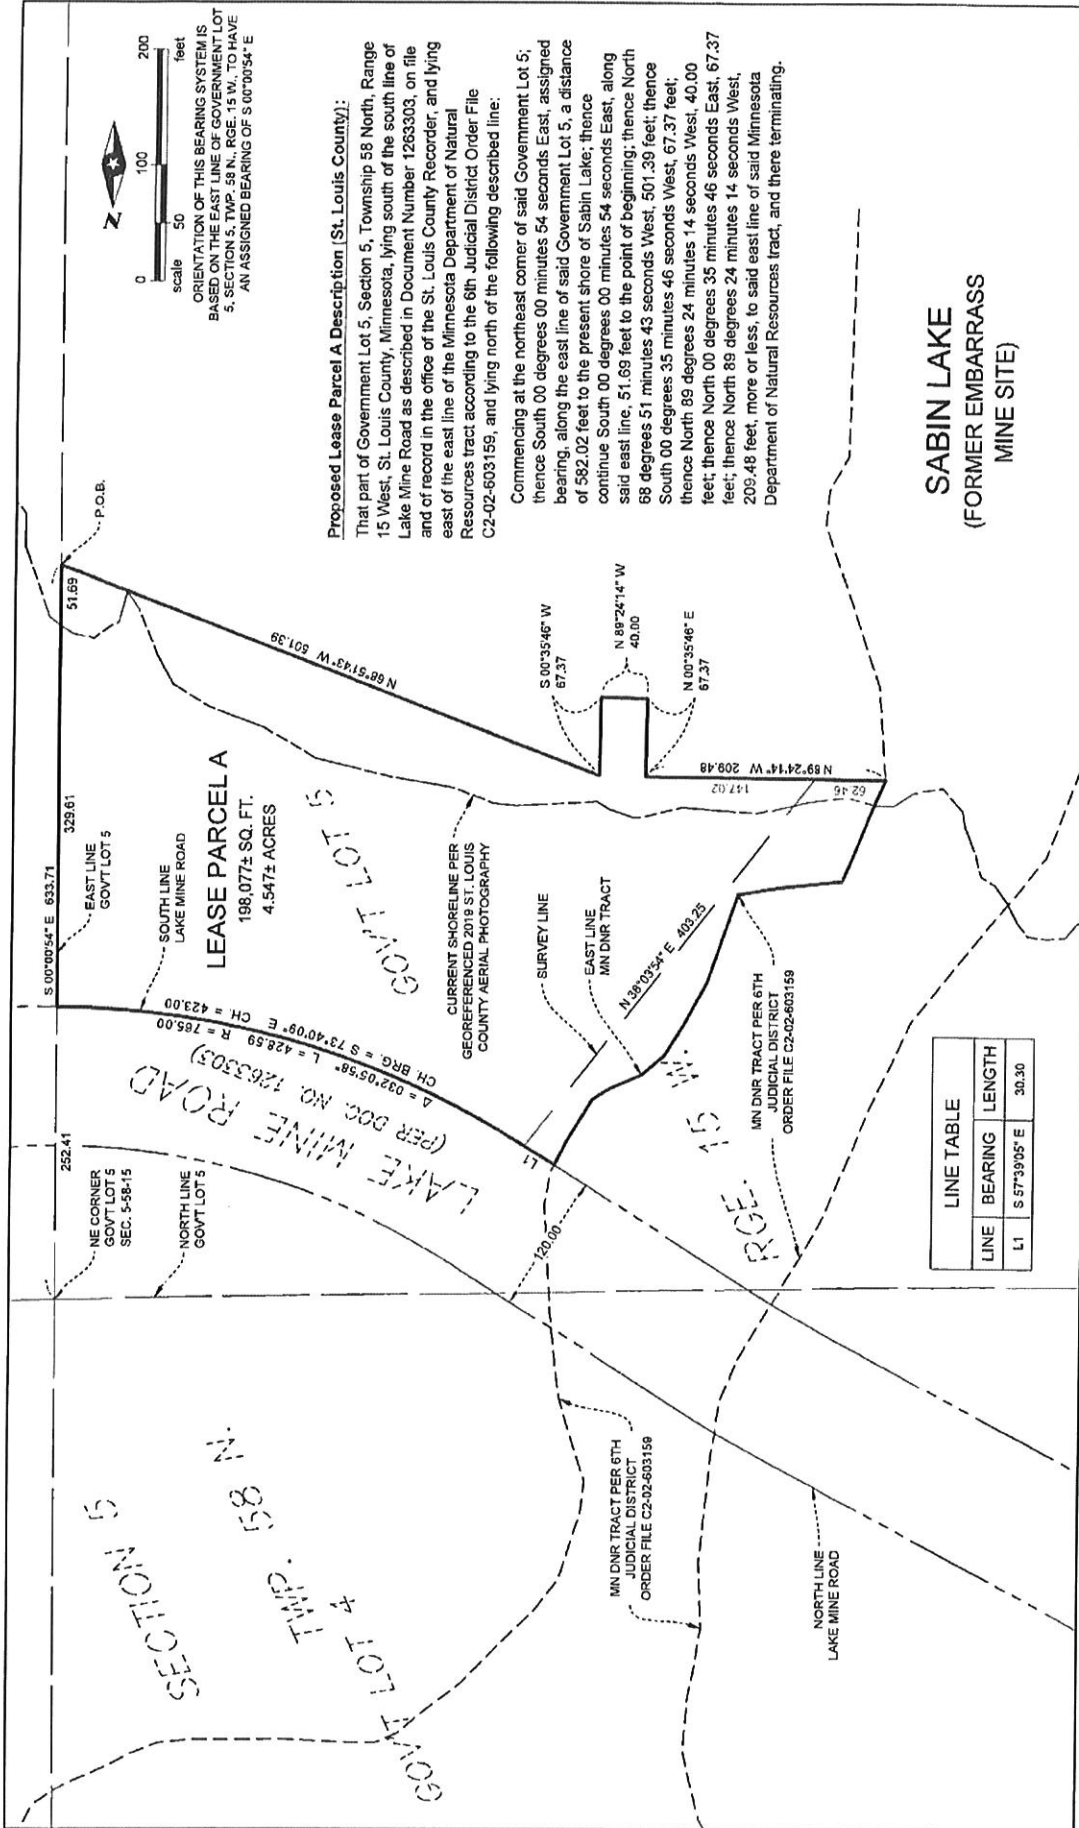 N
0 50 100 200
scale feet
ORIENTATION OF THIS BEARING SYSTEM IS
BASED ON THE EAST LINE OF GOVERNMENT LOT
5, SECTION 5, TWP. 58 N., RGE. 15 W., TO HAVE
AN ASSIGNED BEARING OF S 00°00'54" E
Proposed Lease Parcel A Description (St. Louis County):
That part of Government Lot 5, Section 5, Township 58 North, Range
15 West, St. Louis County, Minnesota, lying south of the south line of
Lake Mine Road as described in Document Number 1263303, on file
and of record in the office of the St. Louis County Recorder, and lying
east of the east line of the Minnesota Department of Natural
Resources tract according to the 6th Judicial District Order File
C2-02-603159, and lying north of the following described line:
Commencing at the northeast corner of said Government Lot 5;
thence South 00 degrees 00 minutes 54 seconds East, assigned
bearing, along the east line of said Government Lot 5, a distance
of 582.02 feet to the present shore of Sabin Lake; thence
continue South 00 degrees 00 minutes 54 seconds East, along
said east line, 51.69 feet to the point of beginning; thence North
68 degrees 51 minutes 43 seconds West, 501.39 feet; thence
South 00 degrees 35 minutes 46 seconds West, 67.37 feet;
thence North 89 degrees 24 minutes 14 seconds West, 40.00
feet; thence North 00 degrees 35 minutes 46 seconds East, 67.37
feet; thence North 89 degrees 24 minutes 14 seconds West,
209.48 feet, more or less, to said east line of said Minnesota
Department of Natural Resources tract, and there terminating.
SABIN LAKE
(FORMER EMBARRASS
MINE SITE)
P.O.B.
51.69
329.61
S 00°00'54" E 633.71
252.41
EAST LINE
GOV'T LOT 5
SOUTH LINE
LAKE MINE ROAD
LEASE PARCEL A
198,077± SQ. FT.
4.547± ACRES
GOV'T LOT 5
N 68°51'43" W 501.39
S 00°35'46" W
67.37
N 89°24'14" W
40.00
N 00°35'46" E
67.37
N 89°24'14" W 209.48
147.02
62.46
CURRENT SHORELINE PER
GEOREFERENCED 2019 ST. LOUIS
COUNTY AERIAL PHOTOGRAPHY
SURVEY LINE
EAST LINE
MN DNR TRACT
N 38°03'54" E 403.25
Δ = 032°05'58" L = 428.59 R = 765.00
CH. BRG. = S 73°40'09" E CH = 423.00
LAKE MINE ROAD
(PER DOC. NO. 1263303)
L1
120.00
NE CORNER
GOV'T LOT 5
SEC. 5-58-15
NORTH LINE
GOV'T LOT 5
MN DNR TRACT PER 6TH
JUDICIAL DISTRICT
ORDER FILE C2-02-603159
RGE. 15 W.
SECTION 5
TWP. 58 N.
GOV'T LOT 4
MN DNR TRACT PER 6TH
JUDICIAL DISTRICT
ORDER FILE C2-02-603159
NORTH LINE
LAKE MINE ROAD
LINE TABLE
LINE BEARING LENGTH
L1 S 57°39'05" E 30.30